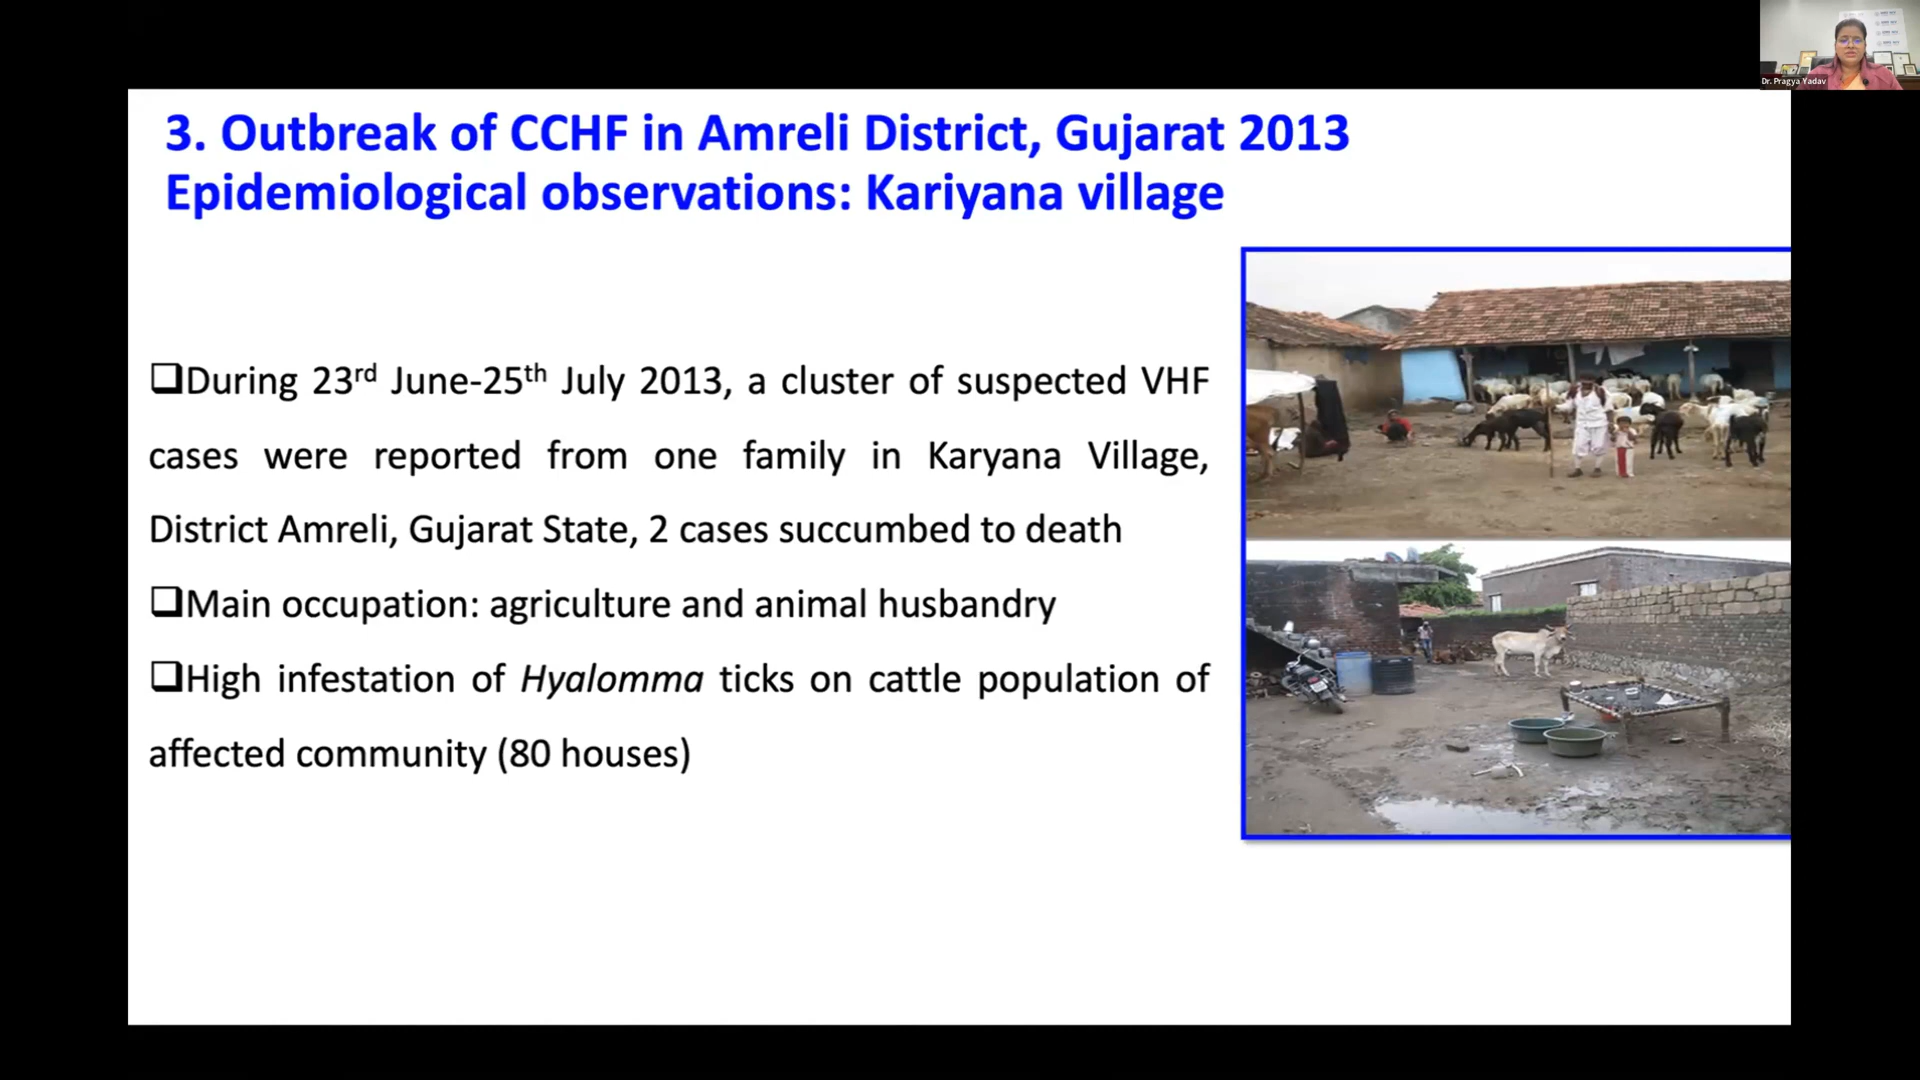 Dr. Pragya Yadav
3. Outbreak of CCHF in Amreli District, Gujarat 2013
Epidemiological observations: Kariyana village
❑During 23rd June-25th July 2013, a cluster of suspected VHF
cases were reported from one family in Karyana Village,
District Amreli, Gujarat State, 2 cases succumbed to death
❑Main occupation: agriculture and animal husbandry
❑High infestation of Hyalomma ticks on cattle population of
affected community (80 houses)